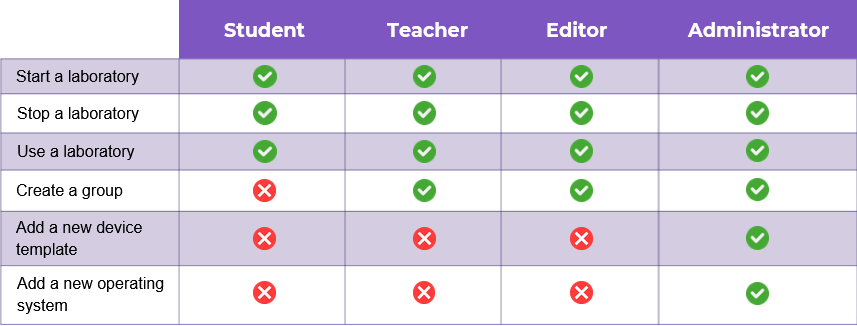 Student Teacher Editor Administrator
Start a laboratory
Stop a laboratory
Use a laboratory
Create a group
Add a new device
template
Add a new operating
system